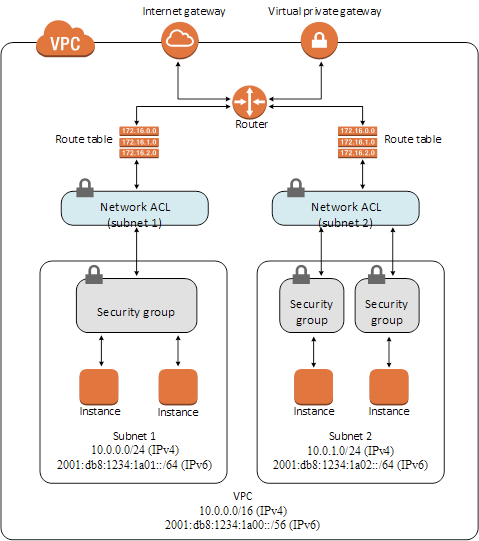 Internet gateway
Virtual private gateway
VPC
Router
Route table
172.16.0.0
172.16.1.0
172.16.2.0
172.16.0.0
172.16.1.0
172.16.2.0
Route table
Network ACL
(subnet 1)
Network ACL
(subnet 2)
Security group
Security
group
Security
group
Instance
Instance
Instance
Instance
Subnet 1
10.0.0.0/24 (IPv4)
2001:db8:1234:1a01::/64 (IPv6)
Subnet 2
10.0.1.0/24 (IPv4)
2001:db8:1234:1a02::/64 (IPv6)
VPC
10.0.0.0/16 (IPv4)
2001:db8:1234:1a00::/56 (IPv6)